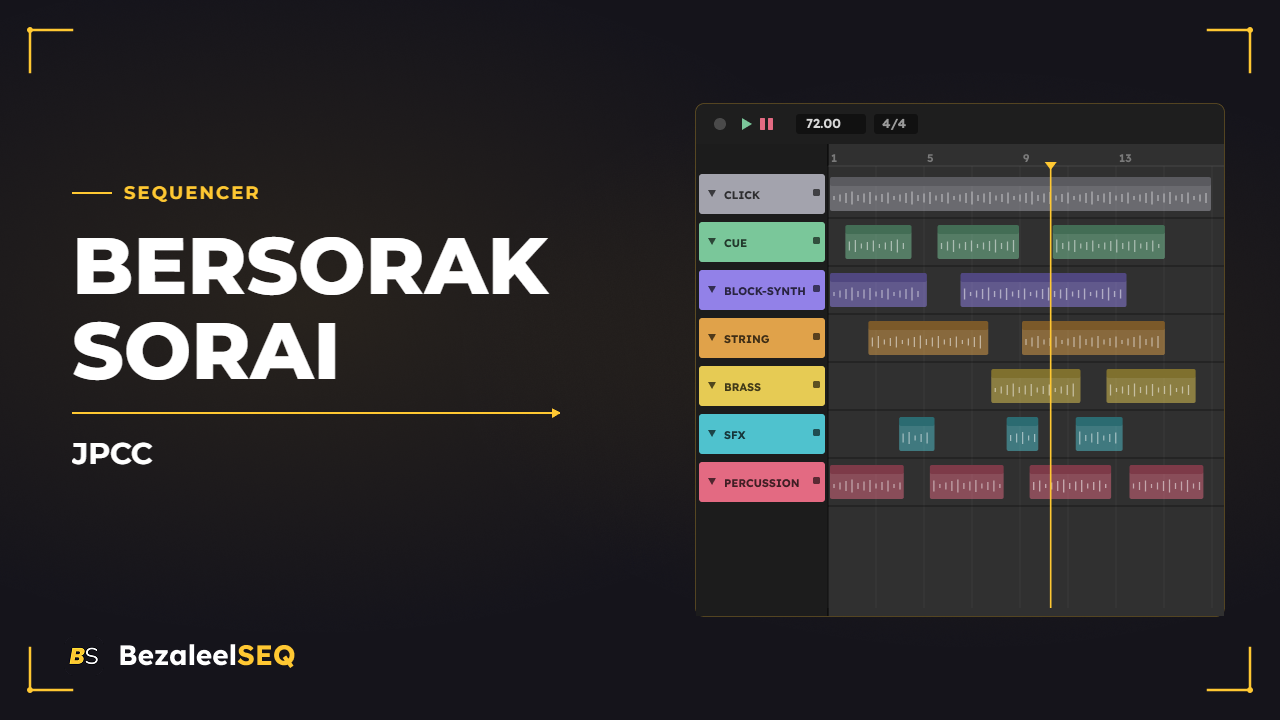 SEQUENCER
BERSORAK
SORAI
JPCC
BS BezaleelSEQ
72.00 4/4
1 5 9 13
CLICK
CUE
BLOCK-SYNTH
STRING
BRASS
SFX
PERCUSSION